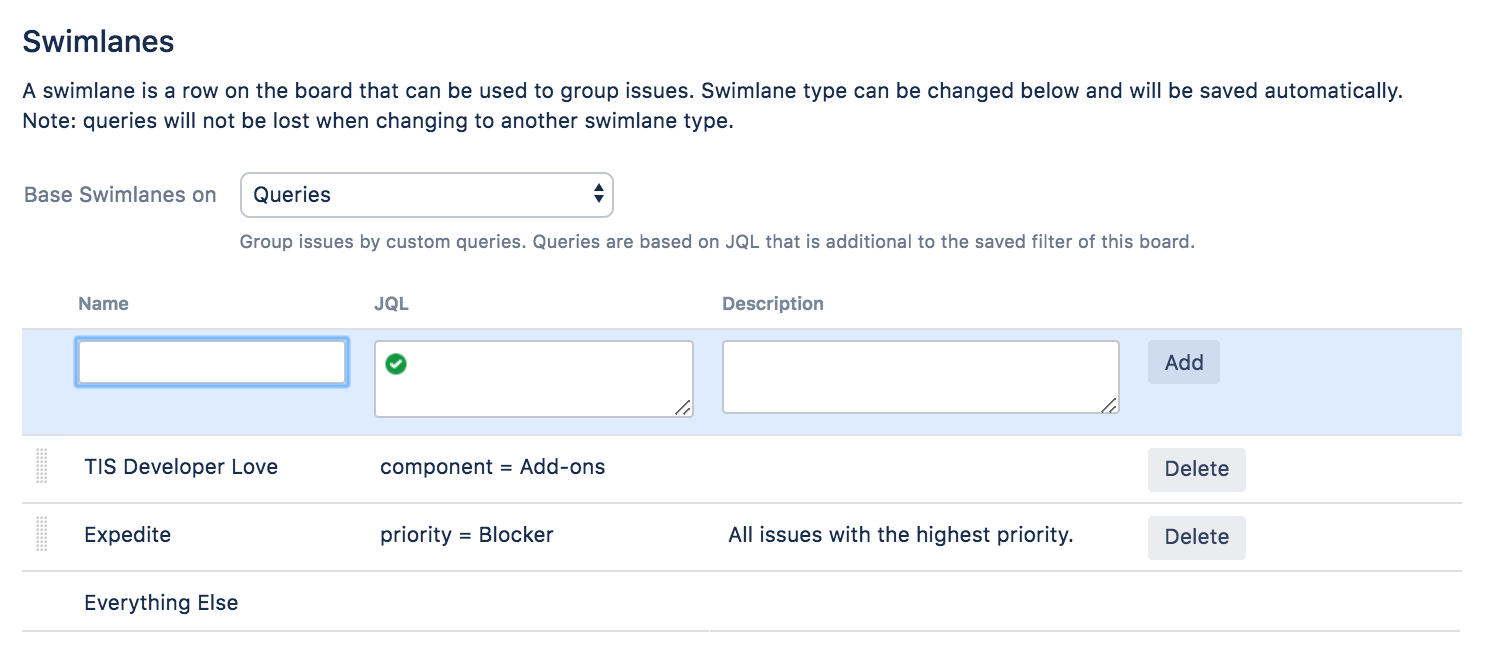 Swimlanes
A swimlane is a row on the board that can be used to group issues. Swimlane type can be changed below and will be saved automatically.
Note: queries will not be lost when changing to another swimlane type.
Base Swimlanes on Queries
Group issues by custom queries. Queries are based on JQL that is additional to the saved filter of this board.
Name JQL Description
Add
TIS Developer Love component = Add-ons Delete
Expedite priority = Blocker All issues with the highest priority. Delete
Everything Else